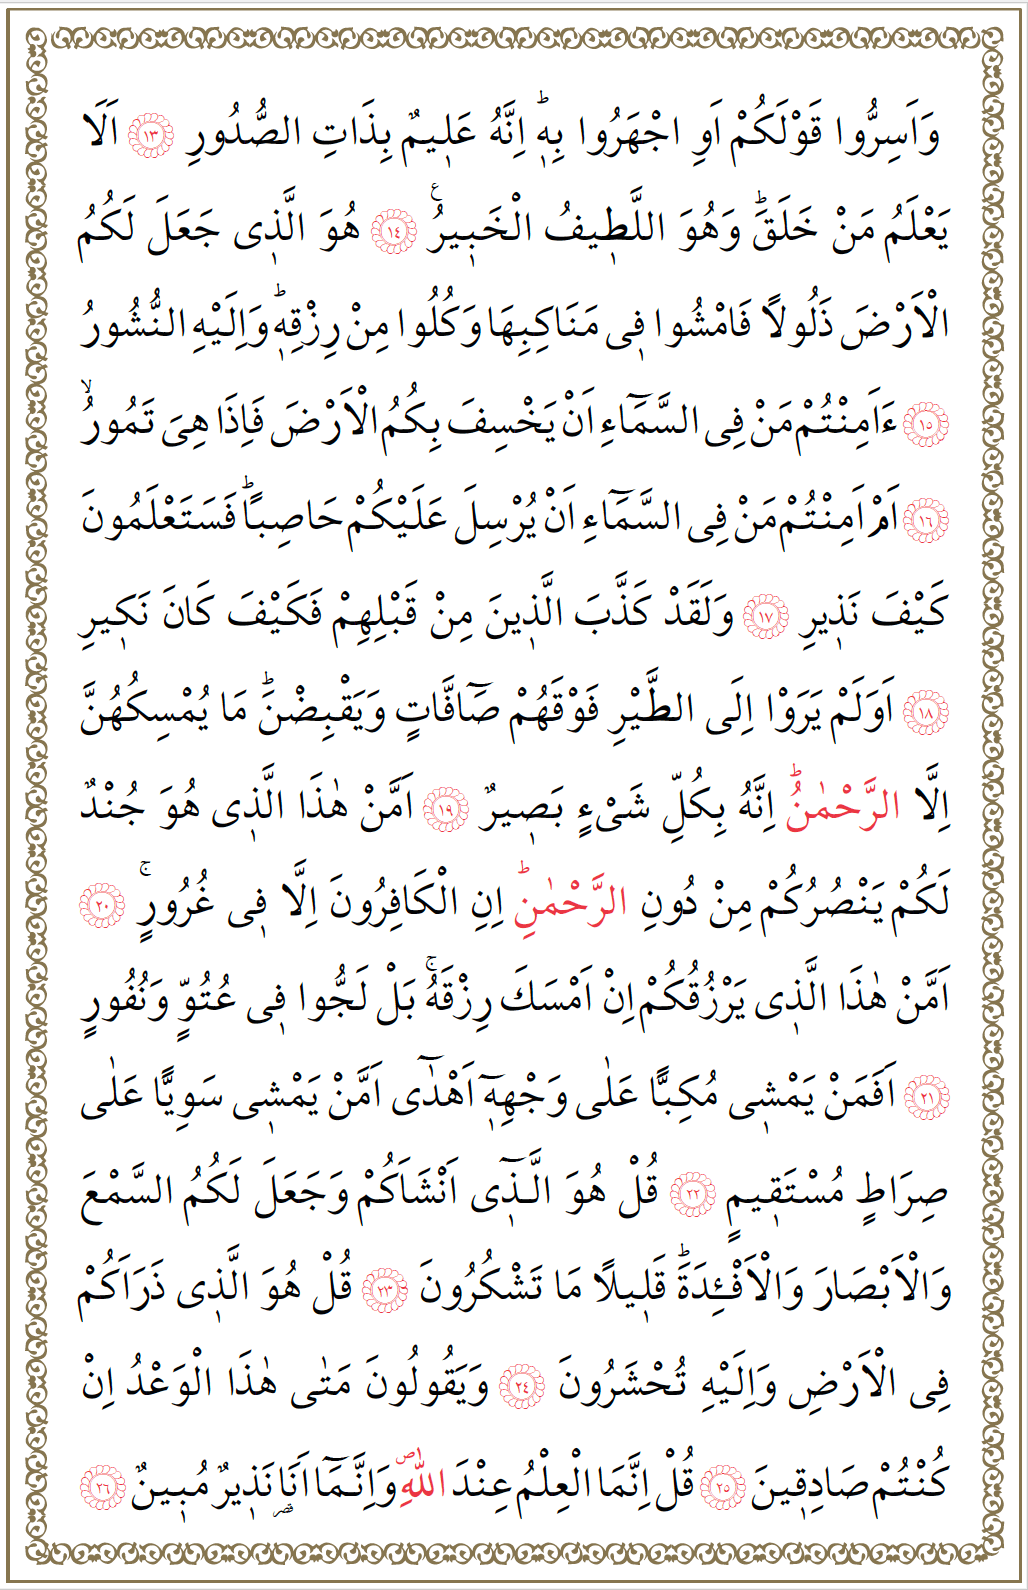 وَاَسِرُّوا قَوْلَكُمْ اَوِ اجْهَرُوا بِهٖؕ اِنَّهُ عَلٖيمٌ بِذَاتِ الصُّدُورِ ﴿١٣﴾ اَلَا
يَعْلَمُ مَنْ خَلَقَؕ وَهُوَ اللَّطٖيفُ الْخَبٖيرُࣖ ﴿١٤﴾ هُوَ الَّذٖى جَعَلَ لَكُمُ
الْاَرْضَ ذَلُولًا فَامْشُوا فٖى مَنَاكِبِهَا وَكُلُوا مِنْ رِزْقِهٖؕ وَاِلَيْهِ النُّشُورُ
﴿١٥﴾ ءَاَمِنْتُمْ مَنْ فِى السَّمَٓاءِ اَنْ يَخْسِفَ بِكُمُ الْاَرْضَ فَاِذَا هِىَ تَمُورُۙ
﴿١٦﴾ اَمْ اَمِنْتُمْ مَنْ فِى السَّمَٓاءِ اَنْ يُرْسِلَ عَلَيْكُمْ حَاصِبًاؕ فَسَتَعْلَمُونَ
كَيْفَ نَذٖيرِ ﴿١٧﴾ وَلَقَدْ كَذَّبَ الَّذٖينَ مِنْ قَبْلِهِمْ فَكَيْفَ كَانَ نَكٖيرِ
﴿١٨﴾ اَوَلَمْ يَرَوْا اِلَى الطَّيْرِ فَوْقَهُمْ صَٓافَّاتٍ وَيَقْبِضْنَؕ مَا يُمْسِكُهُنَّ
اِلَّا الرَّحْمٰنُؕ اِنَّهُ بِكُلِّ شَىْءٍ بَصٖيرٌ ﴿١٩﴾ اَمَّنْ هٰذَا الَّذٖى هُوَ جُنْدٌ
لَكُمْ يَنْصُرُكُمْ مِنْ دُونِ الرَّحْمٰنِؕ اِنِ الْكَافِرُونَ اِلَّا فٖى غُرُورٍۚ ﴿٢٠﴾
اَمَّنْ هٰذَا الَّذٖى يَرْزُقُكُمْ اِنْ اَمْسَكَ رِزْقَهُۚ بَلْ لَجُّوا فٖى عُتُوٍّ وَنُفُورٍ
﴿٢١﴾ اَفَمَنْ يَمْشٖى مُكِبًّا عَلٰى وَجْهِهٖٓ اَهْدٰٓى اَمَّنْ يَمْشٖى سَوِيًّا عَلٰى
صِرَاطٍ مُسْتَقٖيمٍ ﴿٢٢﴾ قُلْ هُوَ الَّذٖٓى اَنْشَاَكُمْ وَجَعَلَ لَكُمُ السَّمْعَ
وَالْاَبْصَارَ وَالْاَفْـِٔدَةَؕ قَلٖيلًا مَا تَشْكُرُونَ ﴿٢٣﴾ قُلْ هُوَ الَّذٖى ذَرَاَكُمْ
فِى الْاَرْضِ وَاِلَيْهِ تُحْشَرُونَ ﴿٢٤﴾ وَيَقُولُونَ مَتٰى هٰذَا الْوَعْدُ اِنْ
كُنْتُمْ صَادِقٖينَ ﴿٢٥﴾ قُلْ اِنَّمَا الْعِلْمُ عِنْدَ اللّٰهِࣕ وَاِنَّمَٓا اَنَا۬ نَذٖيرٌ مُبٖينٌ ﴿٢٦﴾
قصر